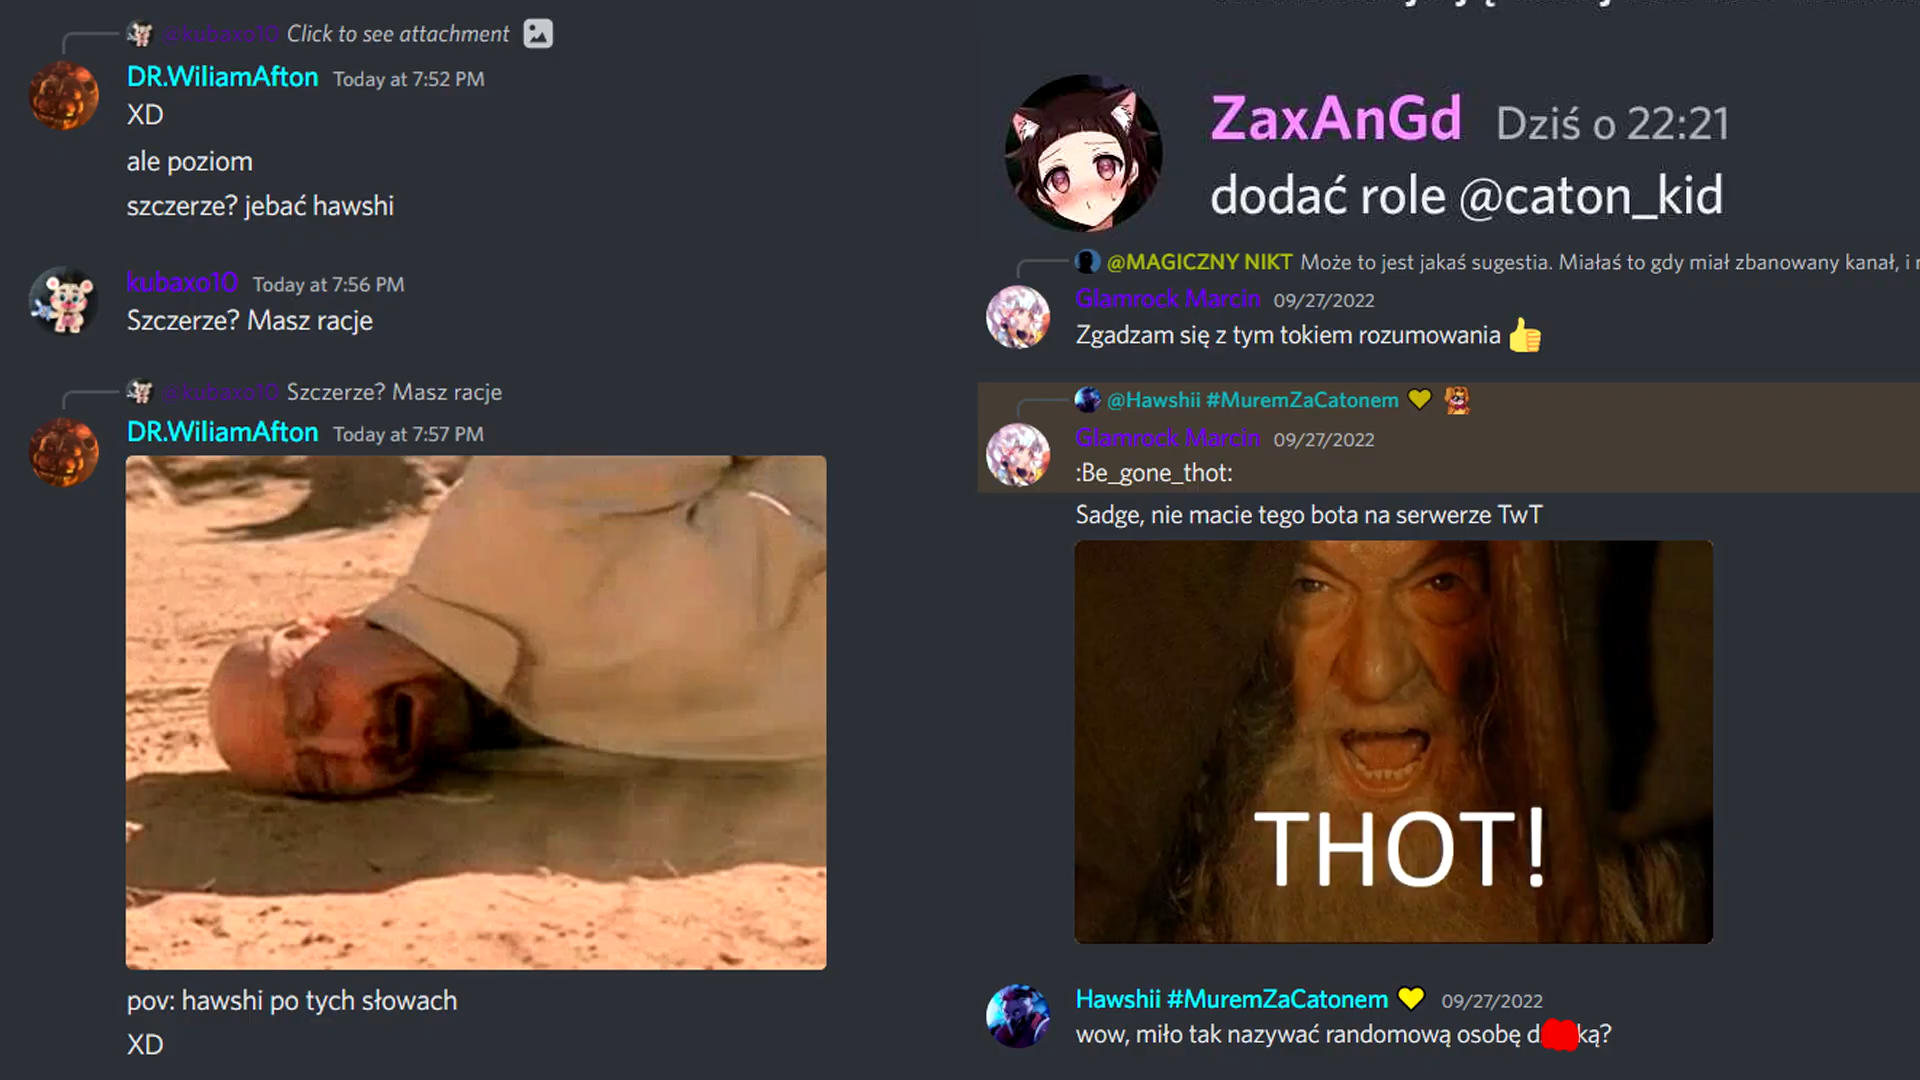 @kubaxo10 Click to see attachment
DR.WiliamAfton Today at 7:52 PM
XD
ale poziom
szczerze? jebać hawshi
kubaxo10 Today at 7:56 PM
Szczerze? Masz racje
@kubaxo10 Szczerze? Masz racje
DR.WiliamAfton Today at 7:57 PM
pov: hawshi po tych słowach
XD
ZaxAnGd Dziś o 22:21
dodać role @caton_kid
@MAGICZNY NIKT Może to jest jakaś sugestia. Miałaś to gdy miał zbanowany kanał, i
Glamrock Marcin 09/27/2022
Zgadzam się z tym tokiem rozumowania 👍
@Hawshii #MuremZaCatonem 💛
Glamrock Marcin 09/27/2022
:Be_gone_thot:
Sadge, nie macie tego bota na serwerze TwT
THOT!
Hawshii #MuremZaCatonem 💛 09/27/2022
wow, miło tak nazywać randomową osobę